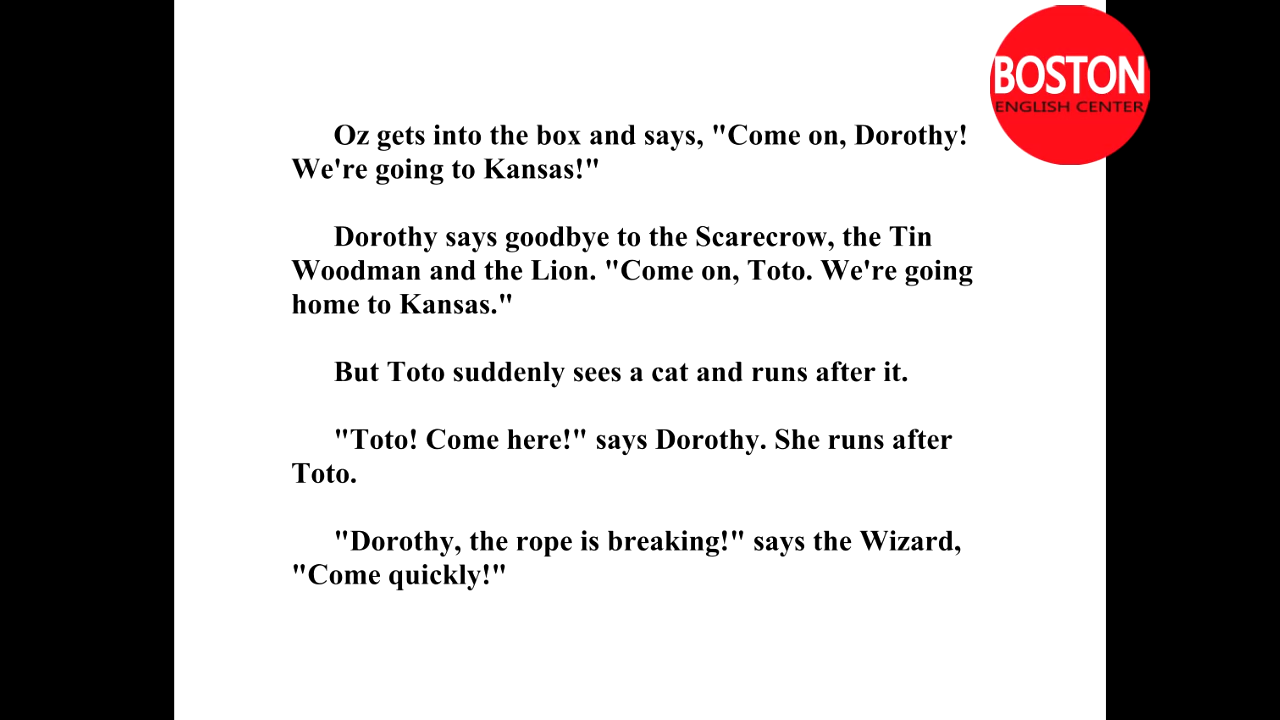 BOSTON
ENGLISH CENTER
Oz gets into the box and says, "Come on, Dorothy!
We're going to Kansas!"
Dorothy says goodbye to the Scarecrow, the Tin
Woodman and the Lion. "Come on, Toto. We're going
home to Kansas."
But Toto suddenly sees a cat and runs after it.
"Toto! Come here!" says Dorothy. She runs after
Toto.
"Dorothy, the rope is breaking!" says the Wizard,
"Come quickly!"